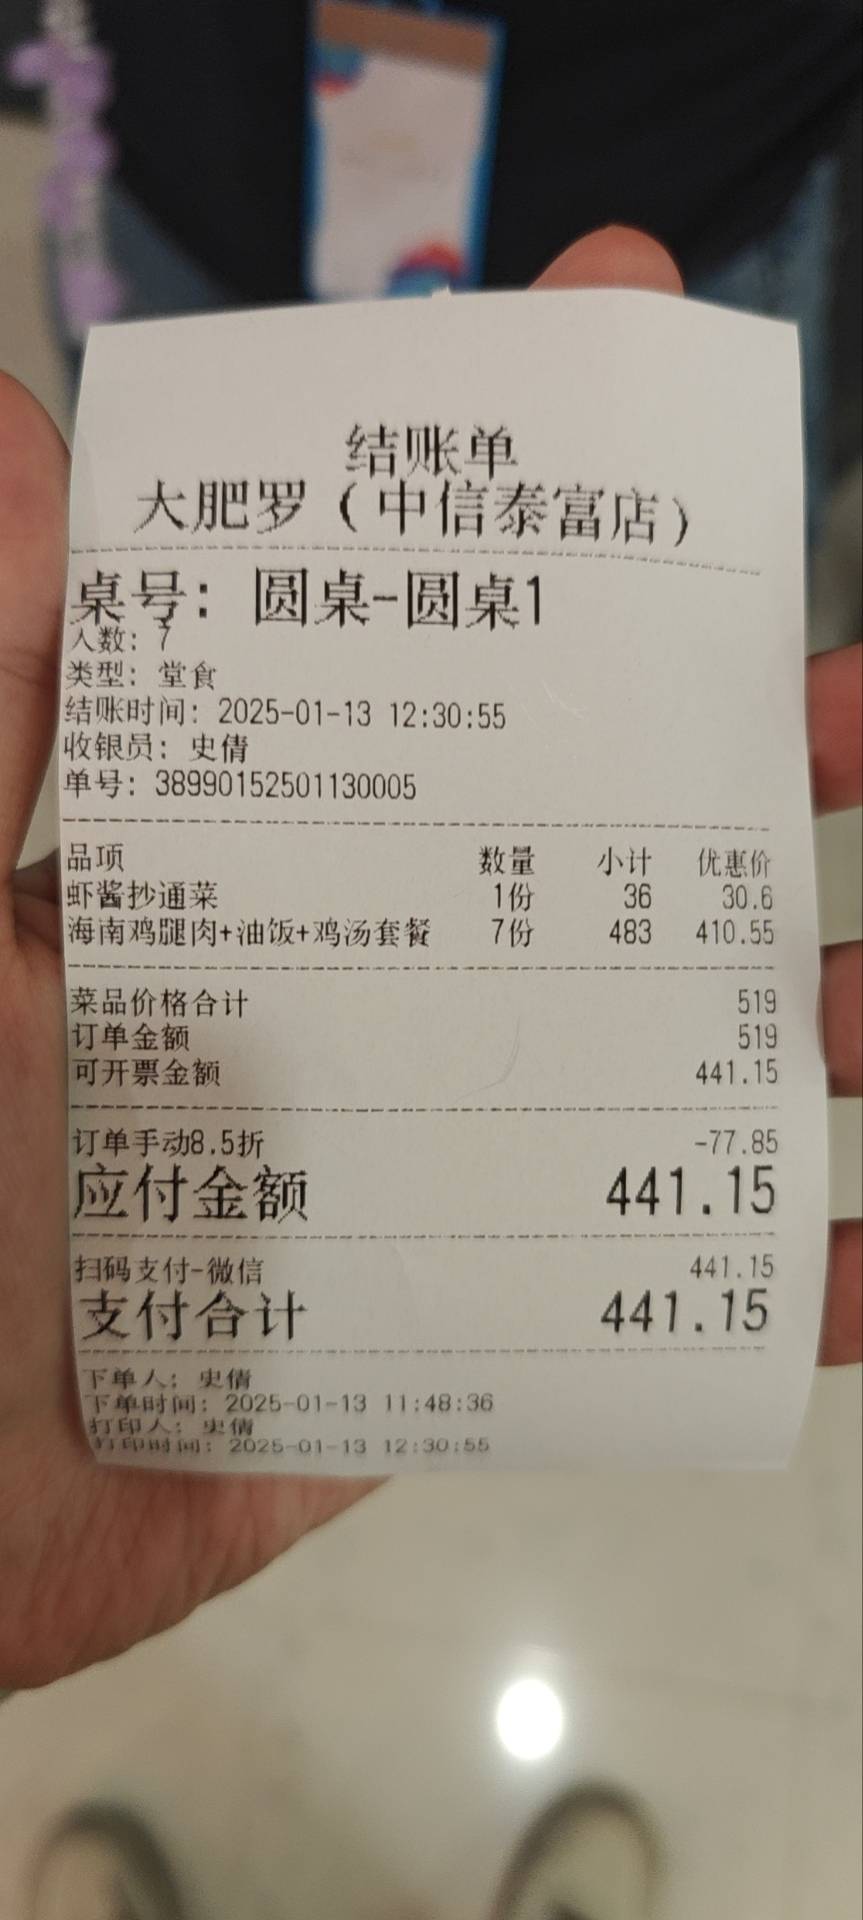 结账单
大肥罗（中信泰富店）
桌号：圆桌-圆桌1
人数：7
类型：堂食
结账时间：2025-01-13 12:30:55
收银员：史倩
单号：38990152501130005
品项 数量 小计 优惠价
虾酱抄通菜 1份 36 30.6
海南鸡腿肉+油饭+鸡汤套餐 7份 483 410.55
菜品价格合计 519
订单金额 519
可开票金额 441.15
订单手动8.5折 -77.85
应付金额 441.15
扫码支付-微信 441.15
支付合计 441.15
下单人：史倩
下单时间：2025-01-13 11:48:36
打印人：史倩
打印时间：2025-01-13 12:30:55